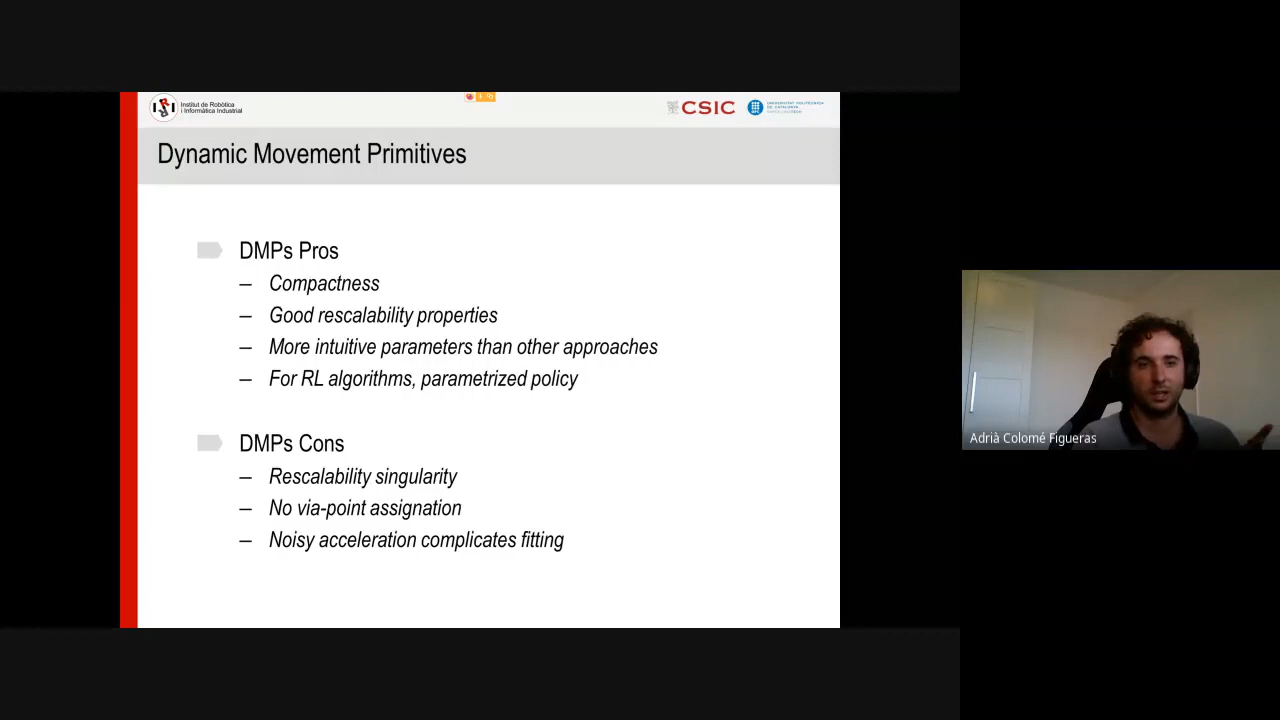 Institut de Robòtica
i Informàtica Industrial
CSIC
UNIVERSITAT POLITÈCNICA
DE CATALUNYA
BARCELONATECH
Dynamic Movement Primitives
DMPs Pros
– Compactness
– Good rescalability properties
– More intuitive parameters than other approaches
– For RL algorithms, parametrized policy
DMPs Cons
– Rescalability singularity
– No via-point assignation
– Noisy acceleration complicates fitting
Adrià Colomé Figueras